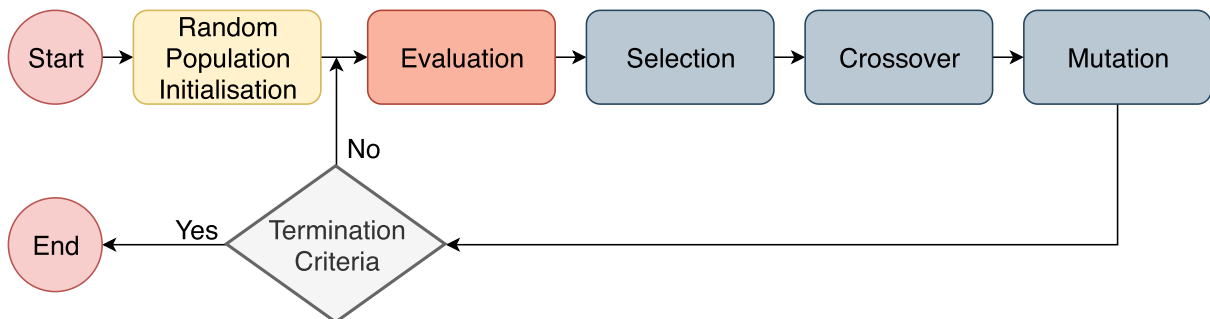 Start
Random
Population
Initialisation
Evaluation
Selection
Crossover
Mutation
No
Yes
End
Termination
Criteria